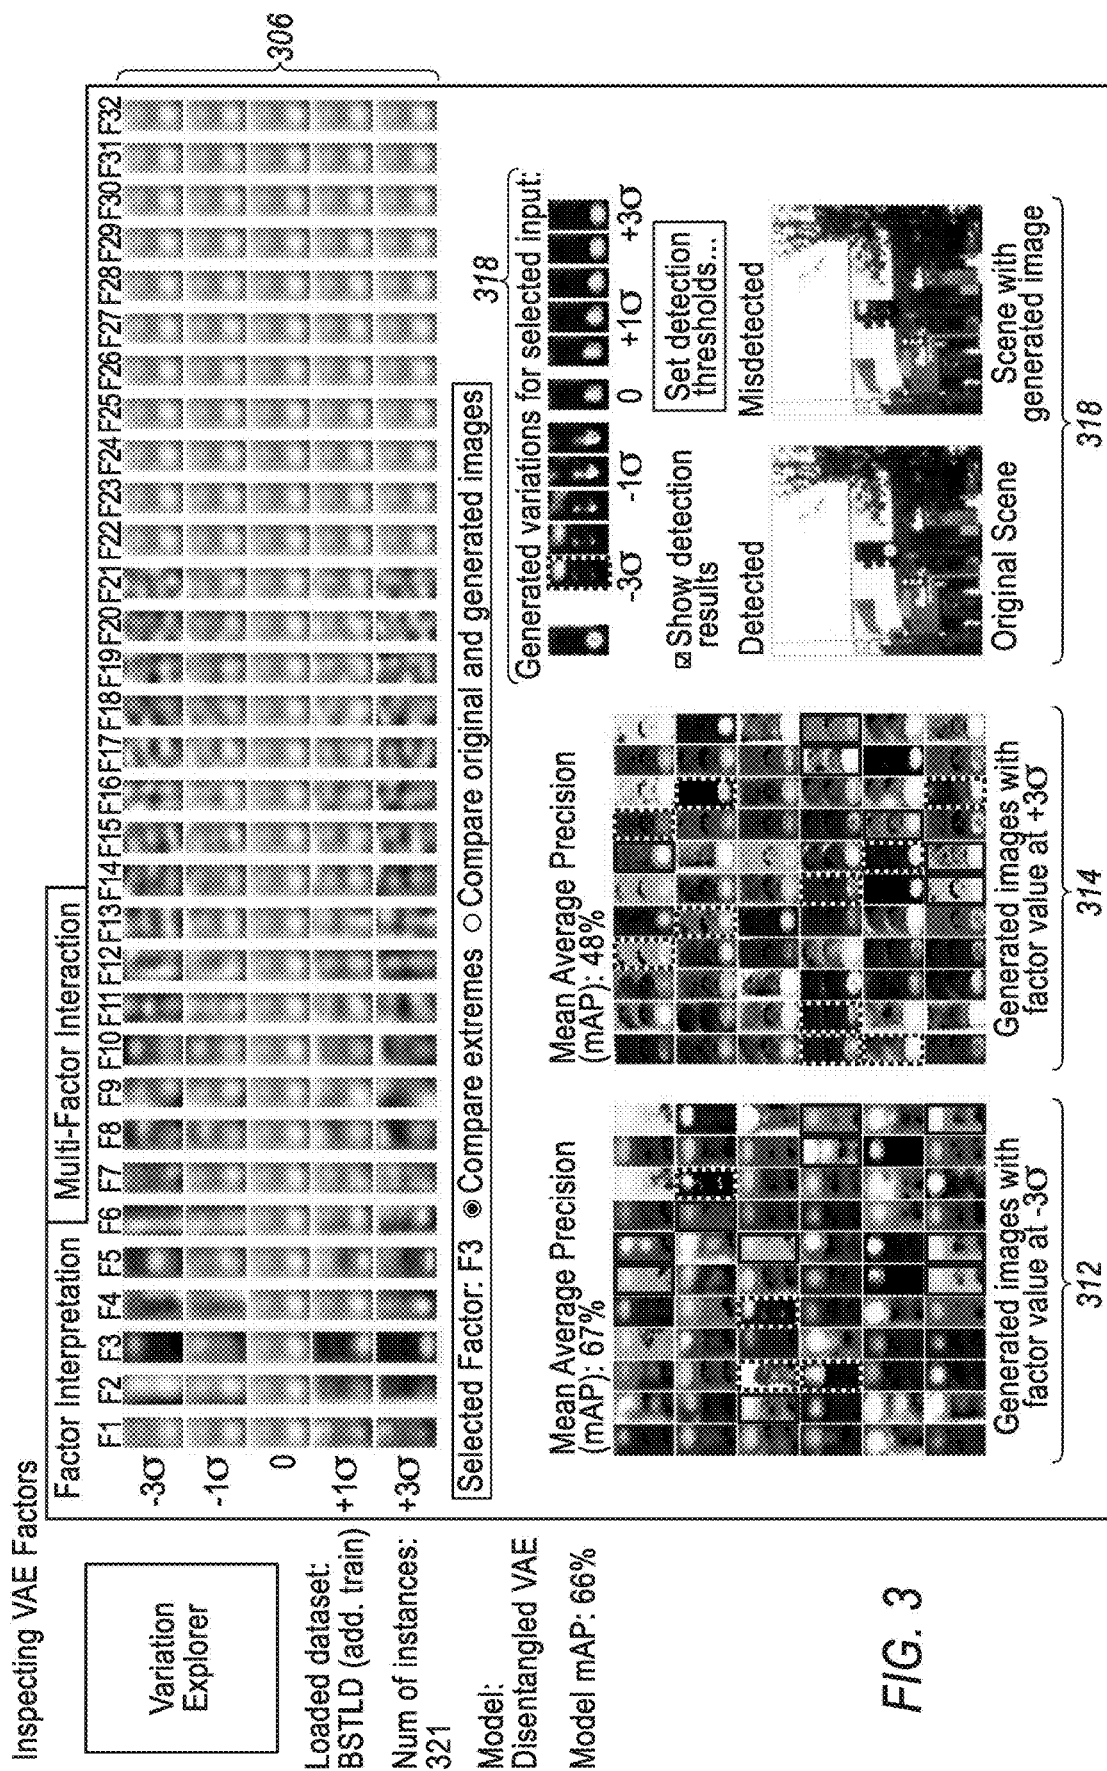 Inspecting VAE Factors
Variation
Explorer
Loaded dataset:
BSTLD (add. train)
Num of instances:
321
Model:
Disentangled VAE
Model mAP: 66%
Factor Interpretation
Multi-Factor Interaction
F1 F2 F3 F4 F5 F6 F7 F8 F9 F10 F11 F12 F13 F14 F15 F16 F17 F18 F19 F20 F21 F22 F23 F24 F25 F26 F27 F28 F29 F30 F31 F32
-3σ
-1σ
0
+1σ
+3σ
306
Selected Factor: F3 Compare extremes Compare original and generated images
Mean Average Precision
(mAP): 67%
Generated images with
factor value at -3σ
312
Mean Average Precision
(mAP): 48%
Generated images with
factor value at +3σ
314
318
Generated variations for selected input:
-3σ -1σ 0 +1σ +3σ
Show detection
results
Set detection
thresholds...
Detected
Misdetected
Original Scene
Scene with
generated image
318
FIG. 3